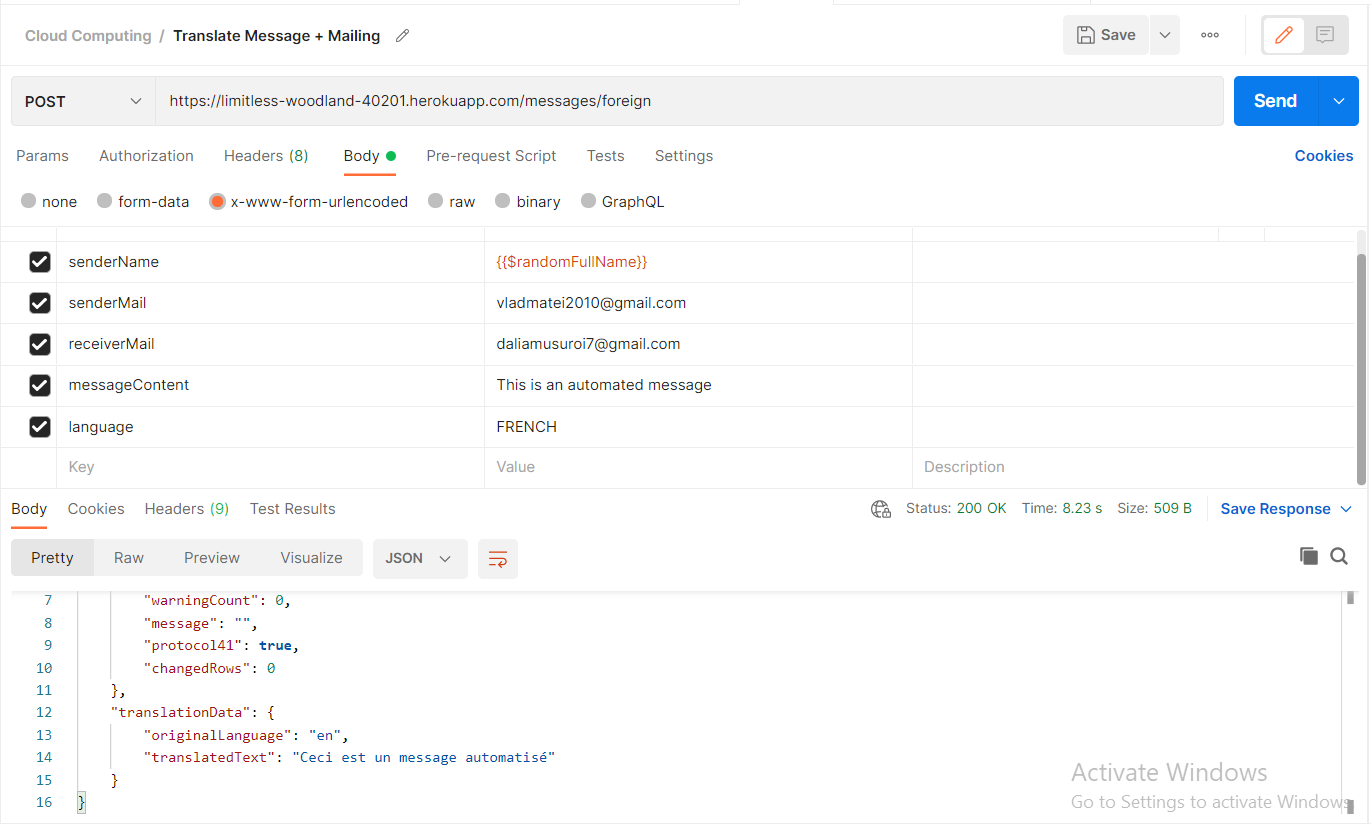 Cloud Computing / Translate Message + Mailing
Save
POST
https://limitless-woodland-40201.herokuapp.com/messages/foreign
Send
Params Authorization Headers (8) Body Pre-request Script Tests Settings Cookies
none form-data x-www-form-urlencoded raw binary GraphQL
senderName {{$randomFullName}}
senderMail vladmatei2010@gmail.com
receiverMail daliamusuroi7@gmail.com
messageContent This is an automated message
language FRENCH
Key Value Description
Body Cookies Headers (9) Test Results Status: 200 OK Time: 8.23 s Size: 509 B Save Response
Pretty Raw Preview Visualize JSON
7 "warningCount": 0,
8 "message": "",
9 "protocol41": true,
10 "changedRows": 0
11 },
12 "translationData": {
13 "originalLanguage": "en",
14 "translatedText": "Ceci est un message automatisé"
15 }
16 }
Activate Windows
Go to Settings to activate Windows.